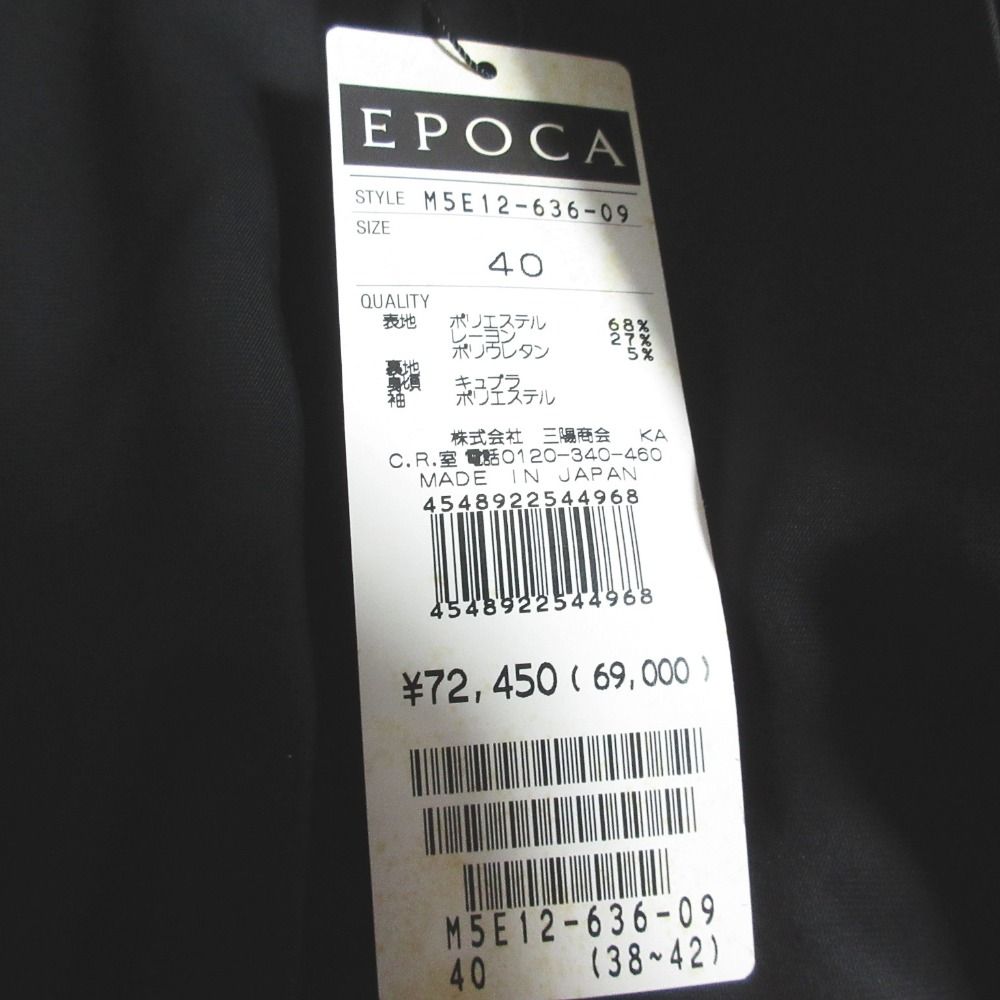 EPOCA
STYLE M5E12-636-09
SIZE
40
QUALITY
表地 ポリエステル 68%
レーヨン 27%
ポリウレタン 5%
裏地
身頃 キュプラ
袖 ポリエステル
株式会社 三陽商会 KA
C.R.室 電話0120-340-460
MADE IN JAPAN
4548922544968
4548922544968
¥72,450 ( 69,000 )
M5E12-636-09
40 (38~42)